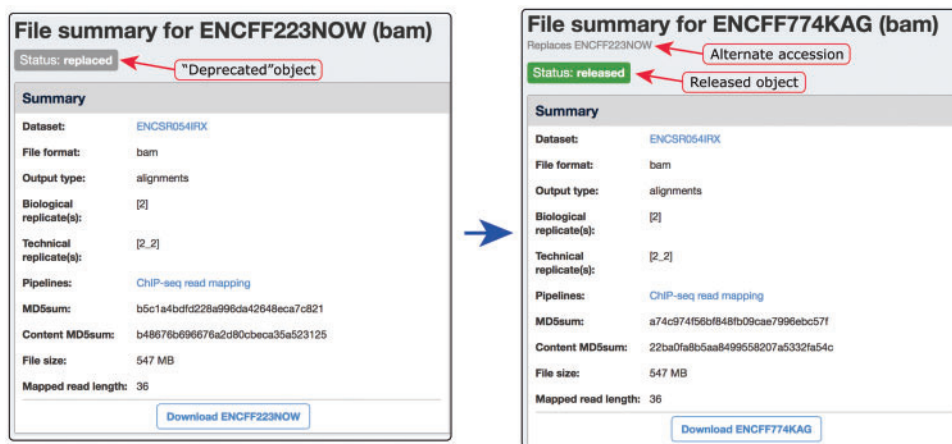 File summary for ENCFF223NOW (bam)
Status: replaced
"Deprecated"object
Summary
Dataset: ENCSR054IRX
File format: bam
Output type: alignments
Biological replicate(s): [2]
Technical replicate(s): [2_2]
Pipelines: ChIP-seq read mapping
MD5sum: b5c1a4bdfd228a996da42648eca7c821
Content MD5sum: b48676b696676a2d80cbeca35a523125
File size: 547 MB
Mapped read length: 36
Download ENCFF223NOW
File summary for ENCFF774KAG (bam)
Replaces ENCFF223NOW
Alternate accession
Status: released
Released object
Summary
Dataset: ENCSR054IRX
File format: bam
Output type: alignments
Biological replicate(s): [2]
Technical replicate(s): [2_2]
Pipelines: ChIP-seq read mapping
MD5sum: a74c974f56bf848fb09cae7996ebc57f
Content MD5sum: 22ba0fa8b5aa8499558207a5332fa54c
File size: 547 MB
Mapped read length: 36
Download ENCFF774KAG